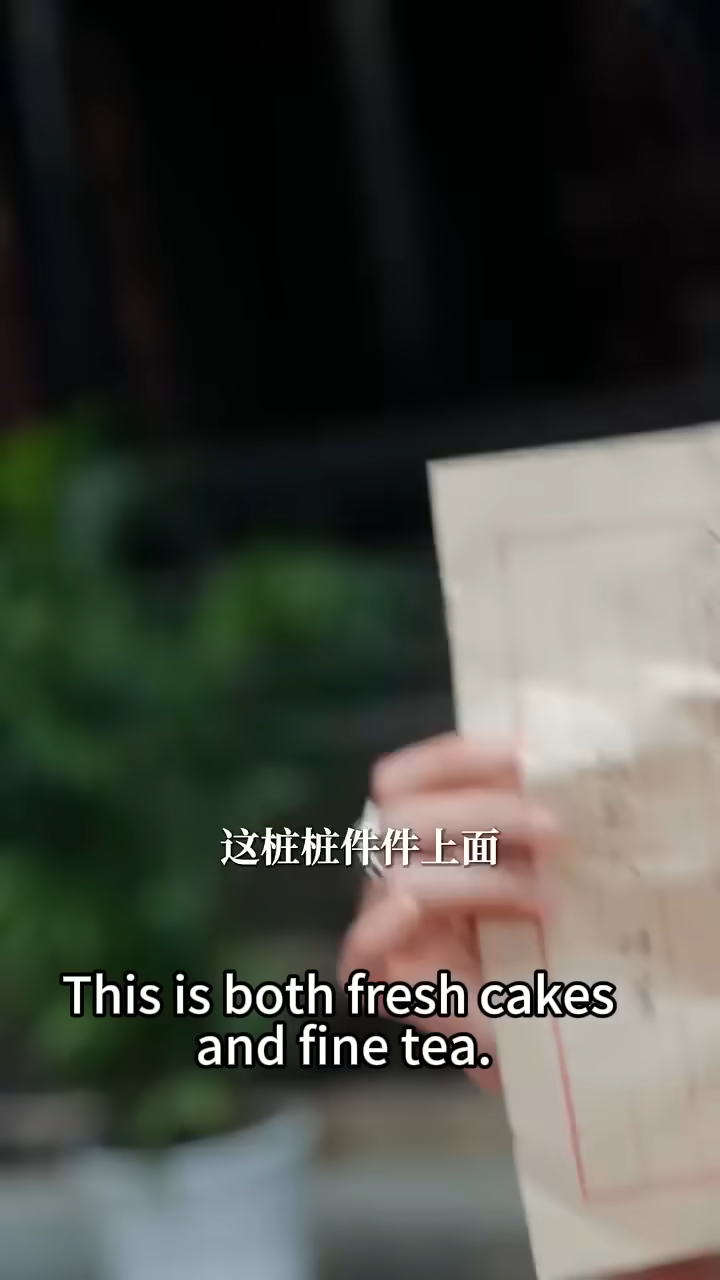 这桩桩件件上面
This is both fresh cakes
and fine tea.